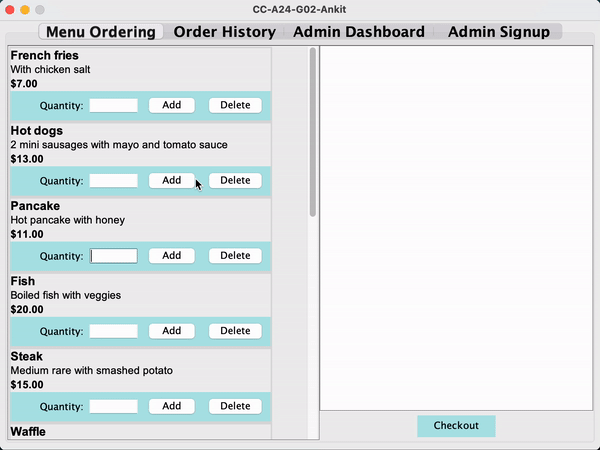 CC-A24-G02-Ankit
Menu Ordering Order History Admin Dashboard Admin Signup
French fries
With chicken salt
$7.00
Quantity: Add Delete
Hot dogs
2 mini sausages with mayo and tomato sauce
$13.00
Quantity: Add Delete
Pancake
Hot pancake with honey
$11.00
Quantity: Add Delete
Fish
Boiled fish with veggies
$20.00
Quantity: Add Delete
Steak
Medium rare with smashed potato
$15.00
Quantity: Add Delete
Waffle
Checkout